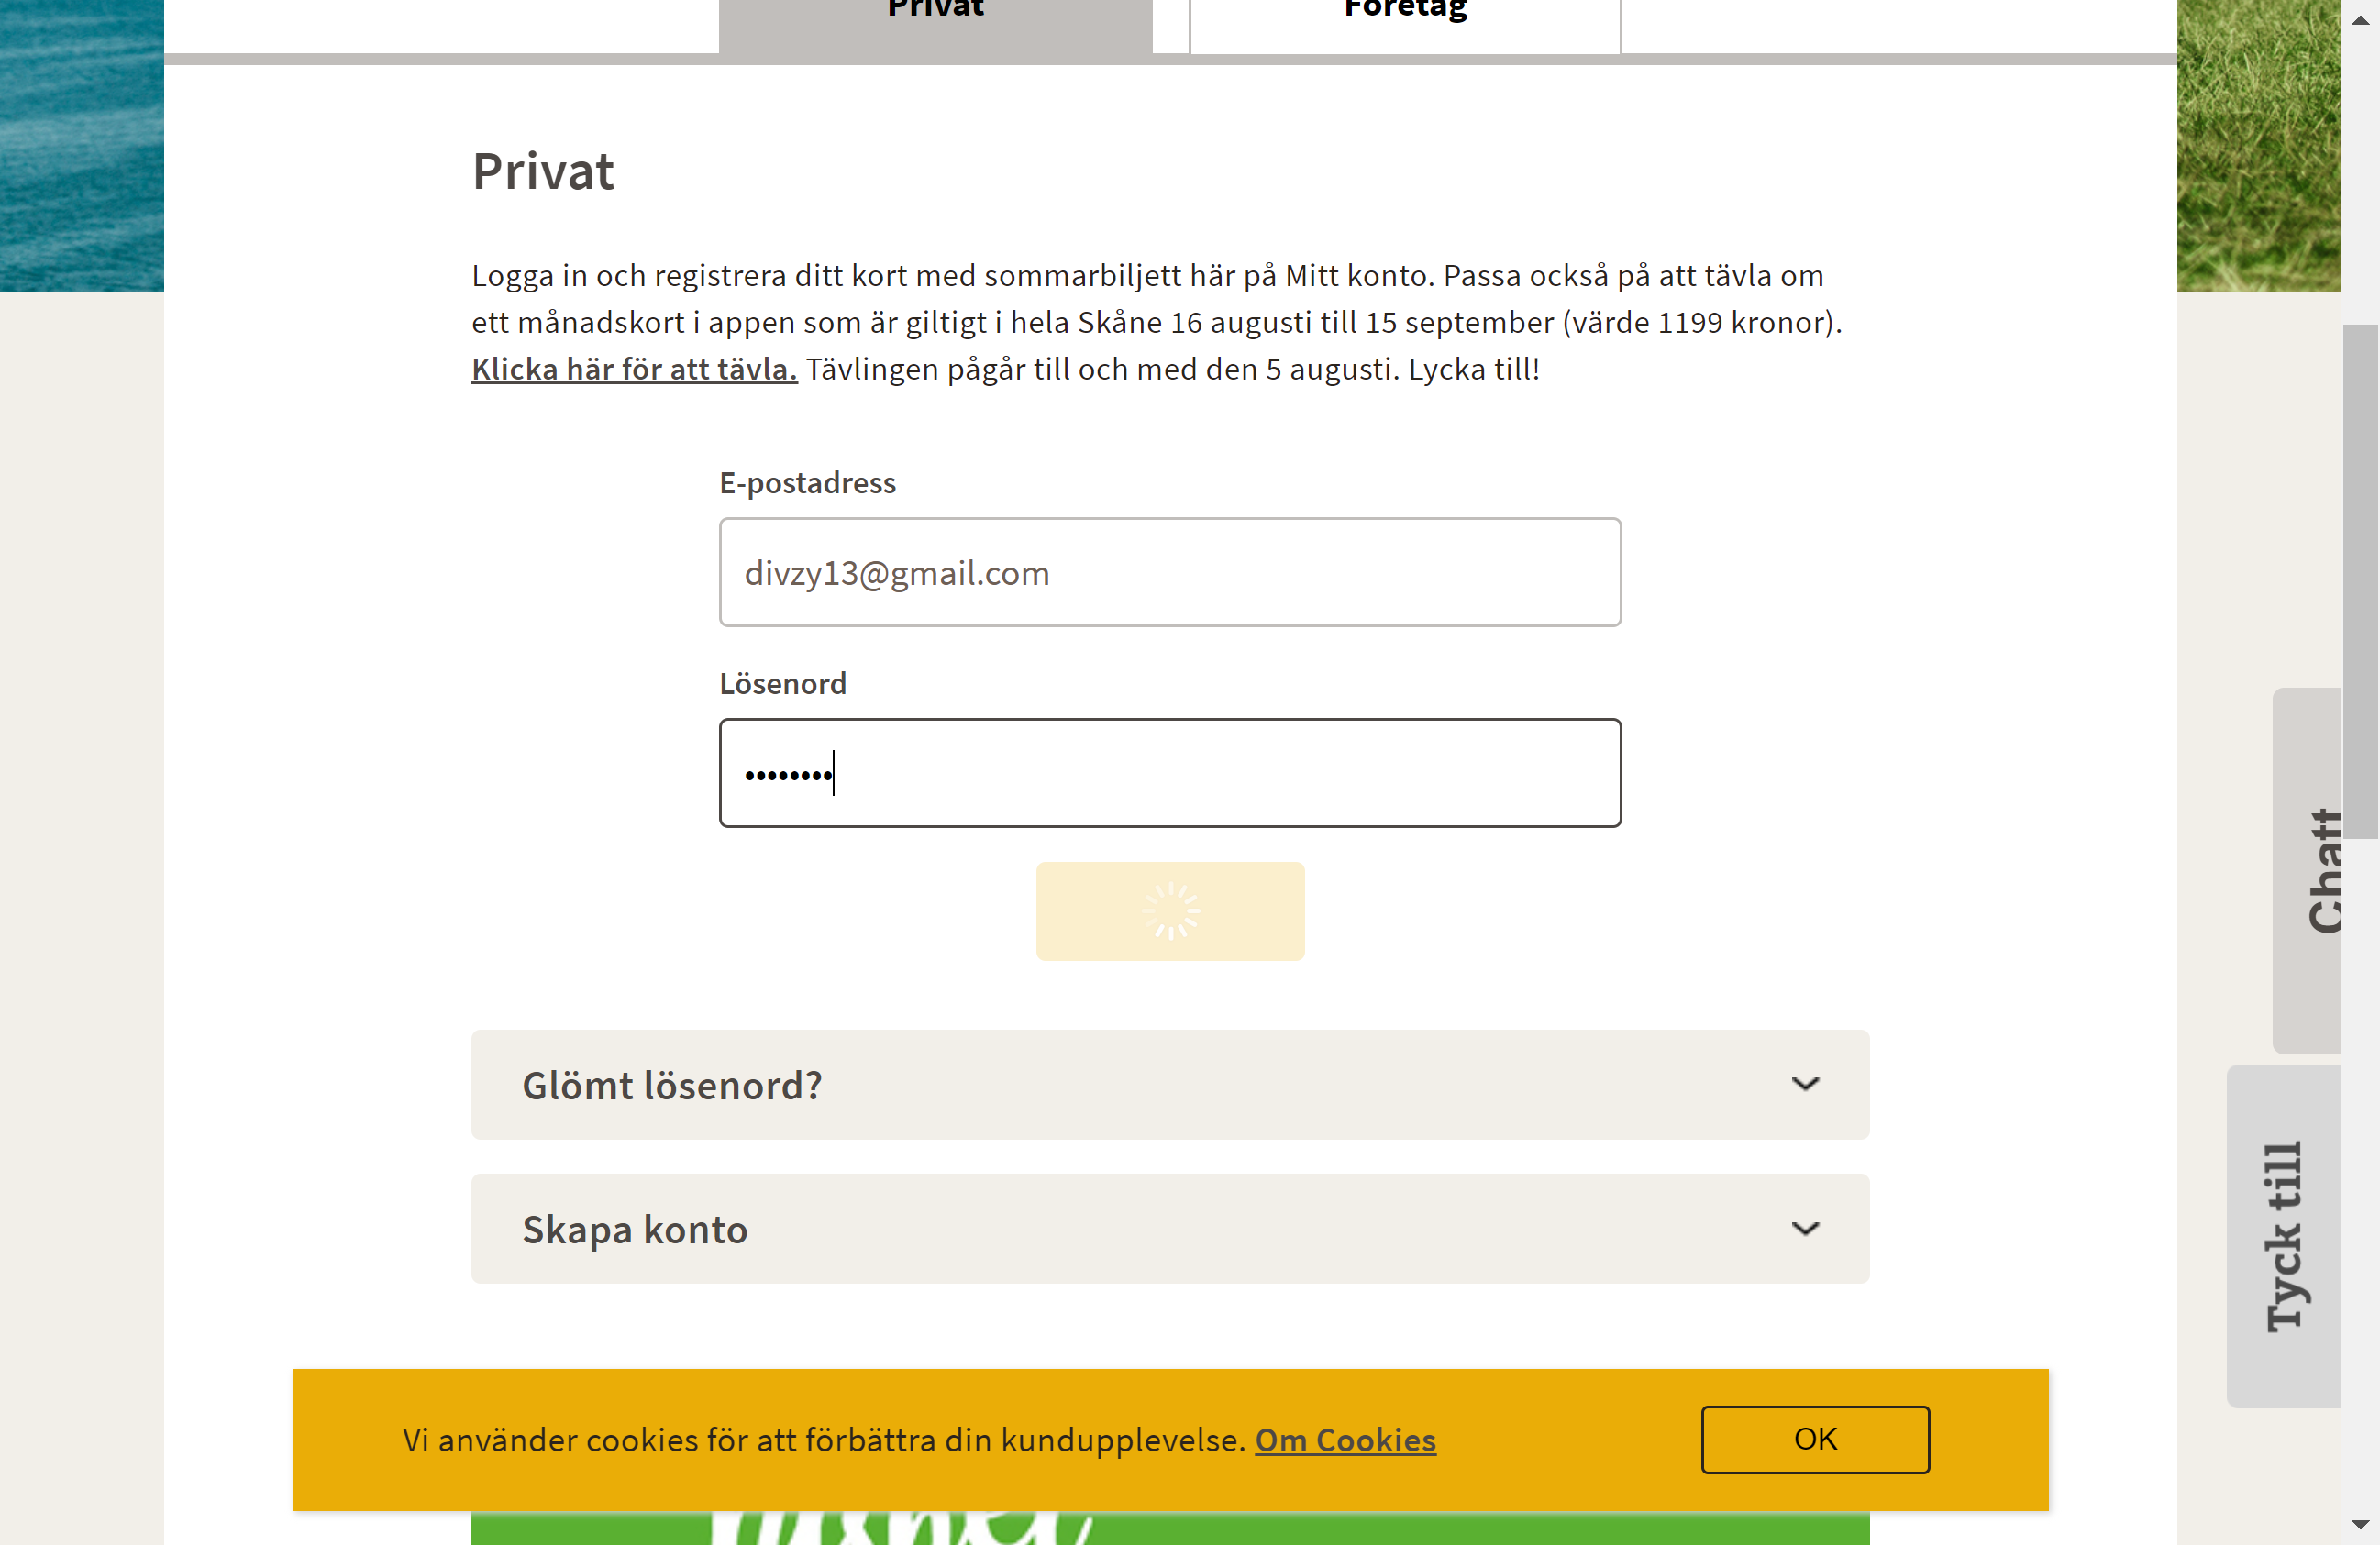 Privat
Företag
Privat
Logga in och registrera ditt kort med sommarbiljett här på Mitt konto. Passa också på att tävla om
ett månadskort i appen som är giltigt i hela Skåne 16 augusti till 15 september (värde 1199 kronor).
Klicka här för att tävla. Tävlingen pågår till och med den 5 augusti. Lycka till!
E-postadress
divzy13@gmail.com
Lösenord
••••••••
Glömt lösenord?
Skapa konto
Chatt
Tyck till
Vi använder cookies för att förbättra din kundupplevelse. Om Cookies
OK